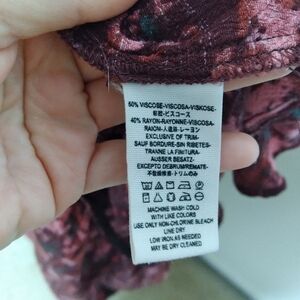 60% VISCOSE-VISCOSA-VISKOSE-
粘胶-ビスコース
40% RAYON-RAYONNE-VISCOSA-
RAION-人造絲-レーヨン
EXCLUSIVE OF TRIM-
SAUF BORDURE-SIN RIBETES-
TRANNE LA FINITURA-
AUSSER BESATZ-
EXCEPTO DEBRUM/REMATE-
不包括修飾-トリムのみ
MACHINE WASH COLD
WITH LIKE COLORS
USE ONLY NON-CHLORINE BLEACH
LINE DRY
LOW IRON AS NEEDED
MAY BE DRY CLEANED